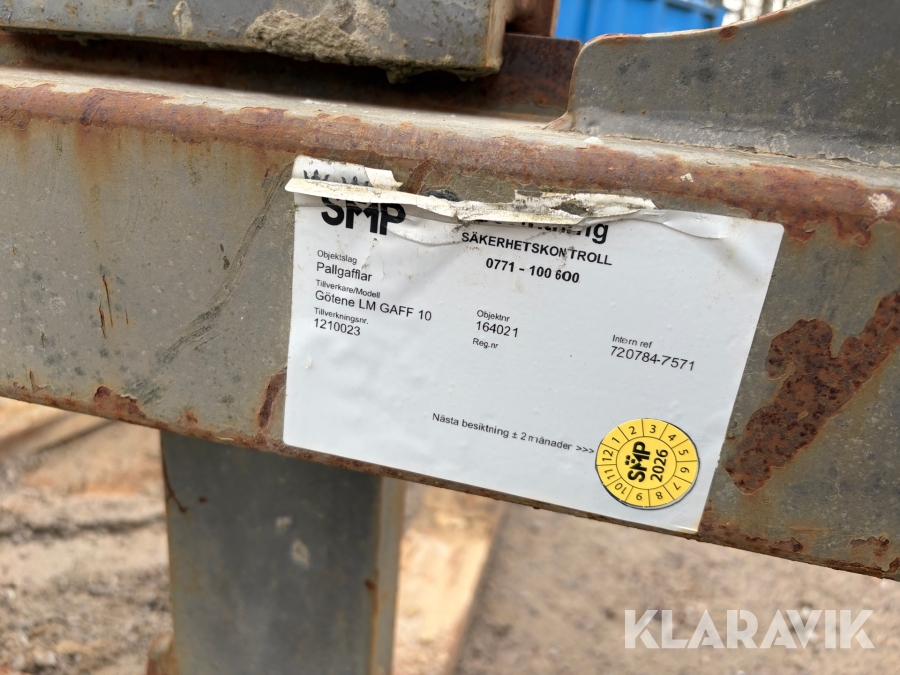 SMP
SÄKERHETSKONTROLL
0771 - 100 600
Objektslag
Pallgafflar
Tillverkare/Modell
Götene LM GAFF 10
Tillverkningsnr.
1210023
Objektnr
164021
Reg.nr
Intern ref
720784-7571
Nästa besiktning ± 2 månader >>>
1 2 3 4 5 6 7 8 9 10 11 12
SMP
2026
KLARAVIK